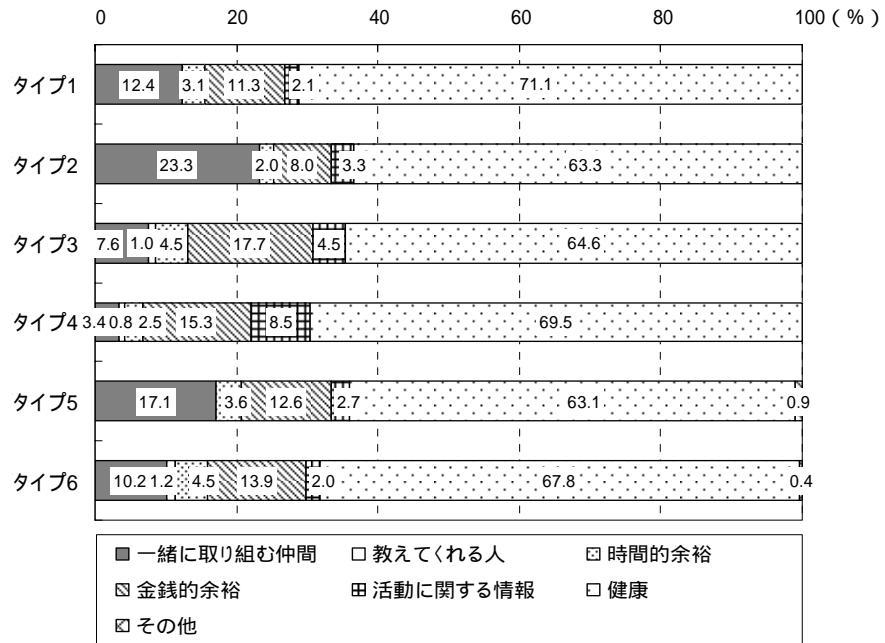 0 20 40 60 80 100 (%)
タイプ1 12.4 3.1 11.3 2.1 71.1
タイプ2 23.3 2.0 8.0 3.3 63.3
タイプ3 7.6 1.0 4.5 17.7 4.5 64.6
タイプ4 3.4 0.8 2.5 15.3 8.5 69.5
タイプ5 17.1 3.6 12.6 2.7 63.1 0.9
タイプ6 10.2 1.2 4.5 13.9 2.0 67.8 0.4
一緒に取り組む仲間 教えてくれる人 時間的余裕
金銭的余裕 活動に関する情報 健康
その他